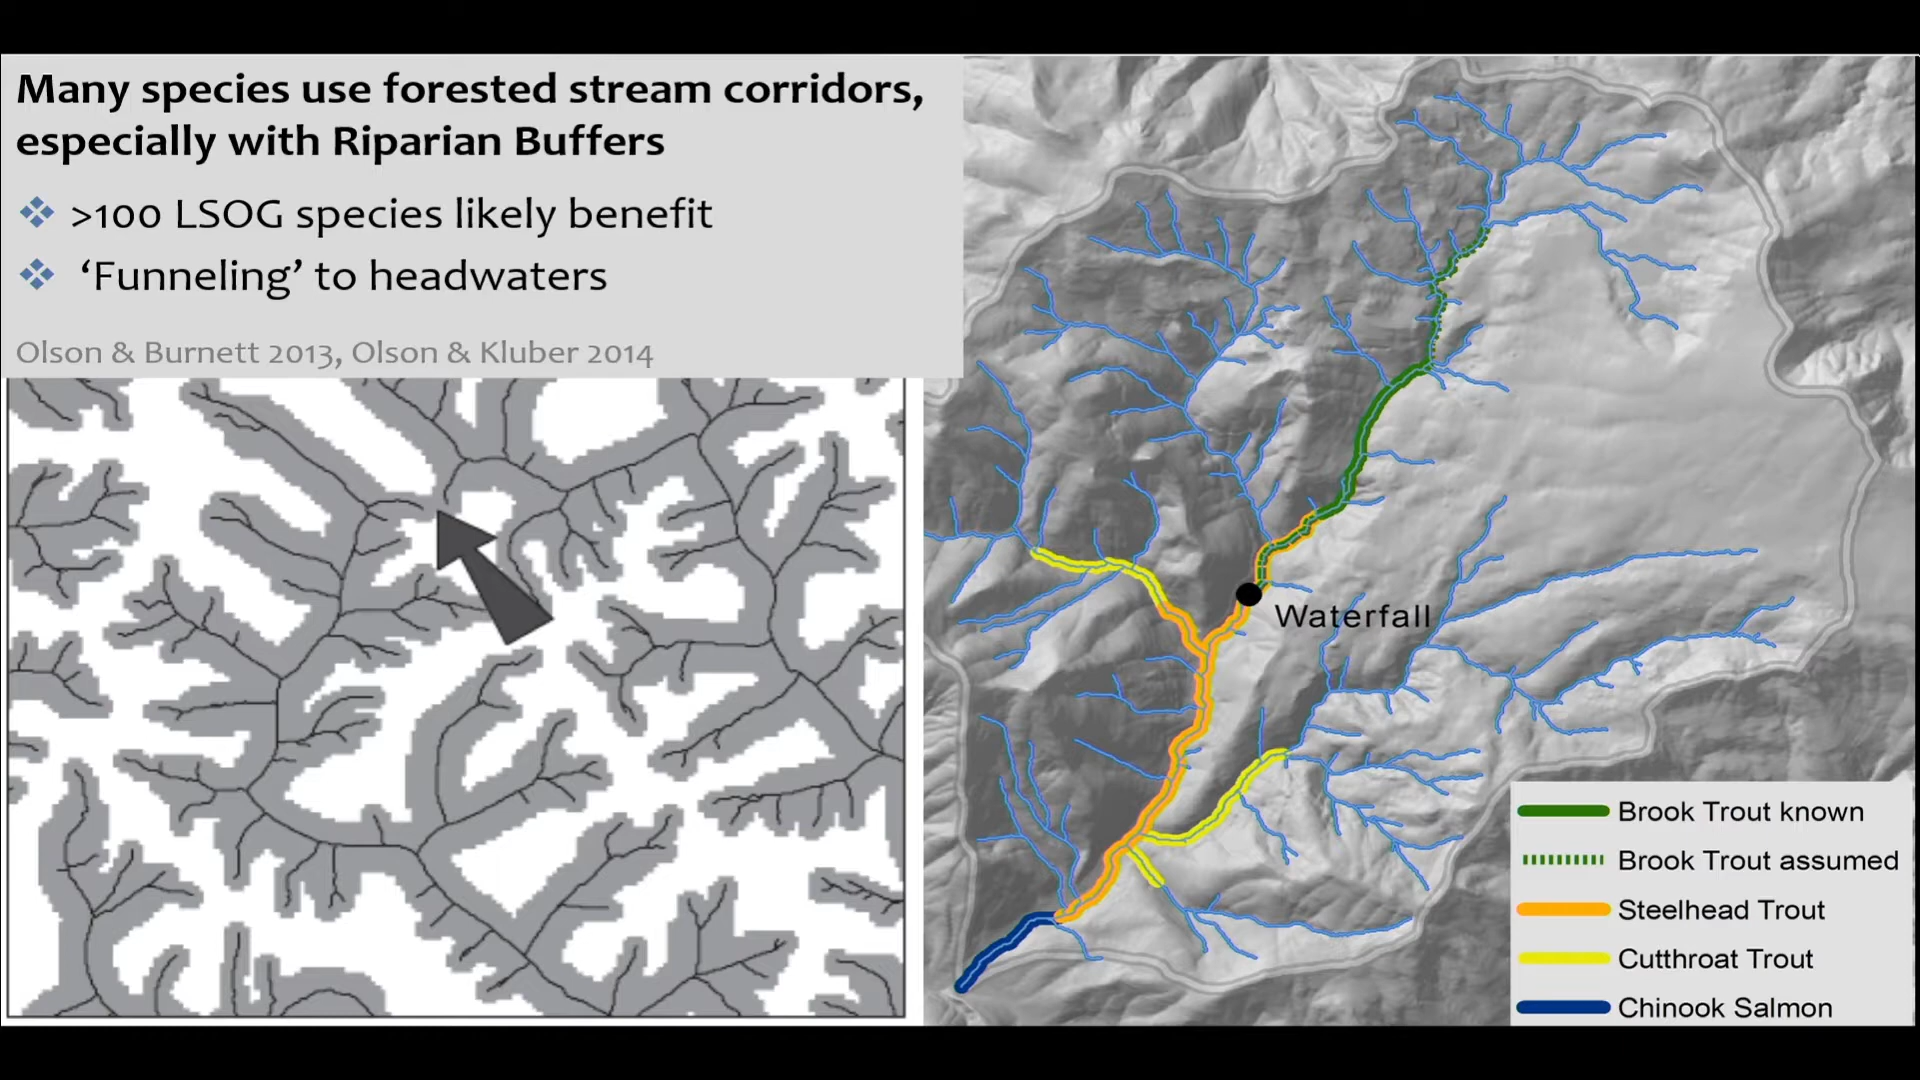 Many species use forested stream corridors,
especially with Riparian Buffers
>100 LSOG species likely benefit
‘Funneling’ to headwaters
Olson & Burnett 2013, Olson & Kluber 2014
Waterfall
Brook Trout known
Brook Trout assumed
Steelhead Trout
Cutthroat Trout
Chinook Salmon